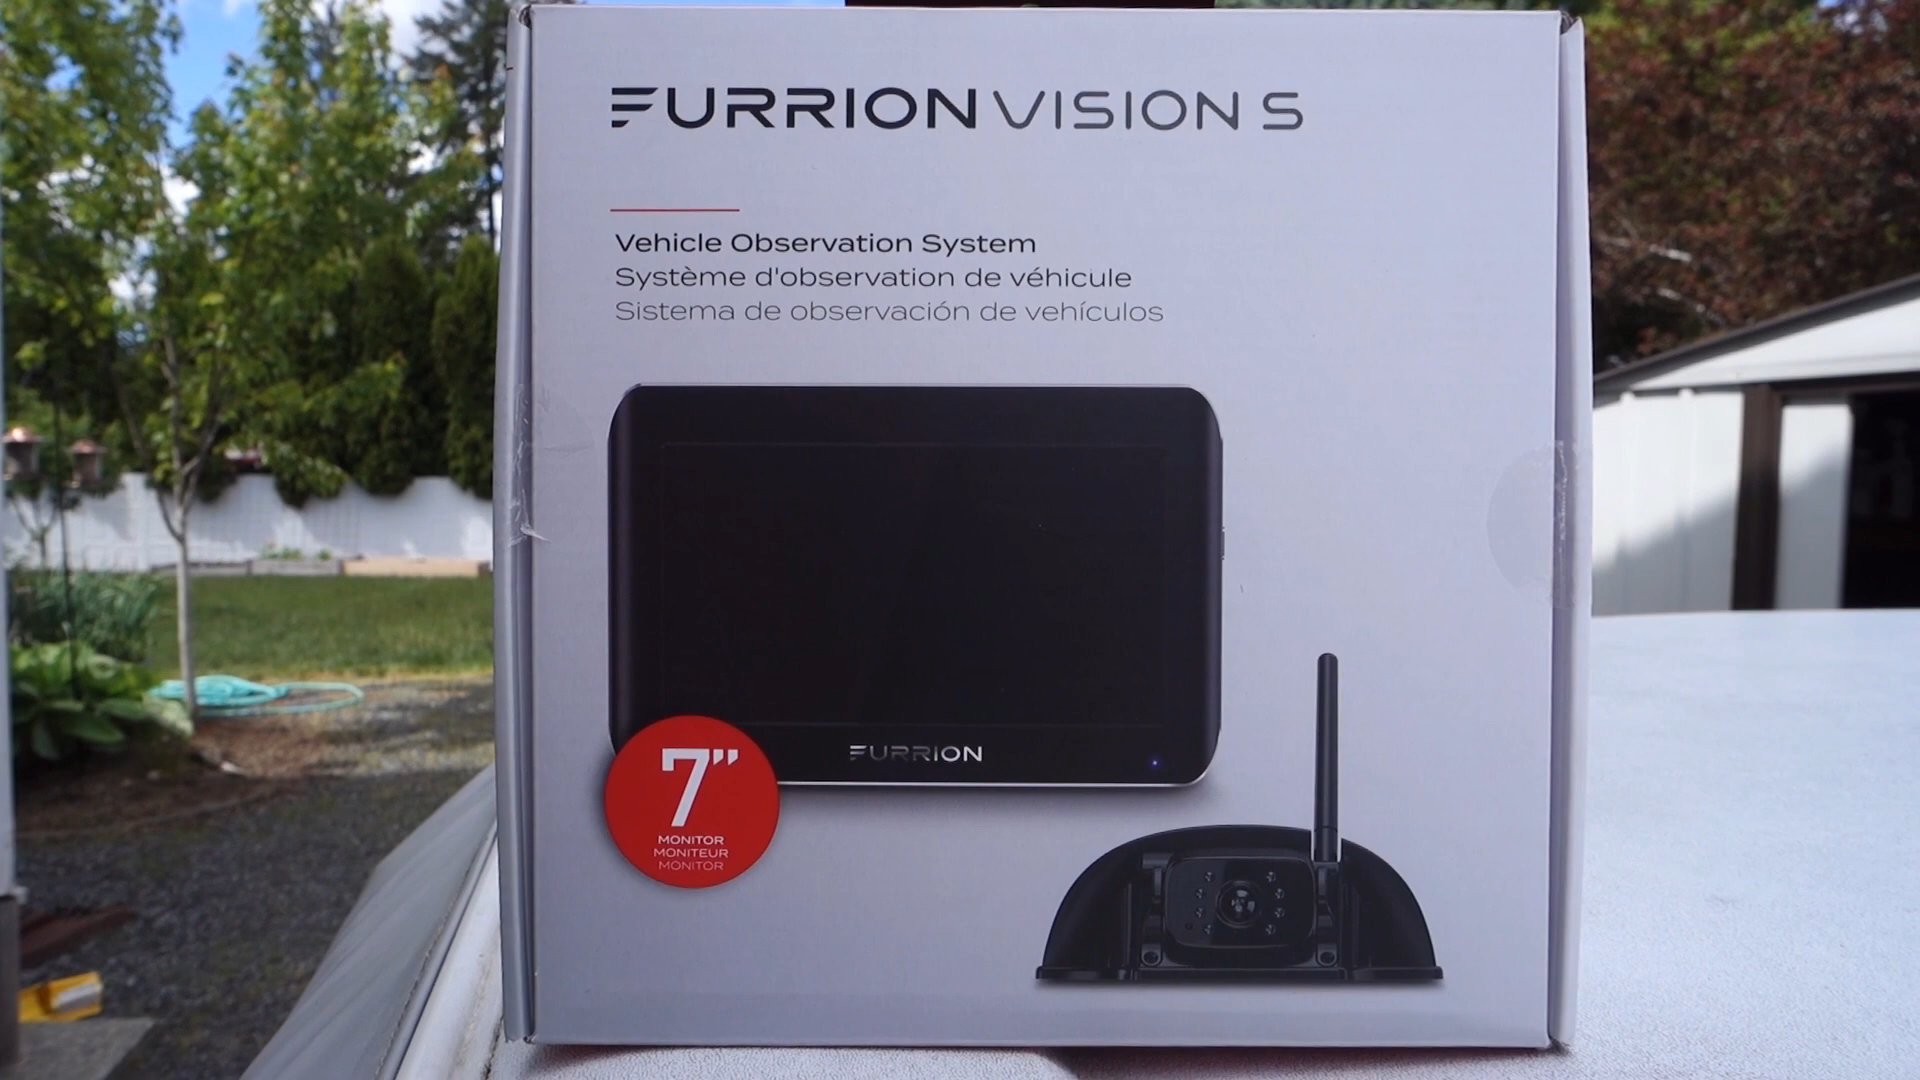 FURRION VISION S
Vehicle Observation System
Système d'observation de véhicule
Sistema de observación de vehículos
FURRION
7"
MONITOR
MONITEUR
MONITOR